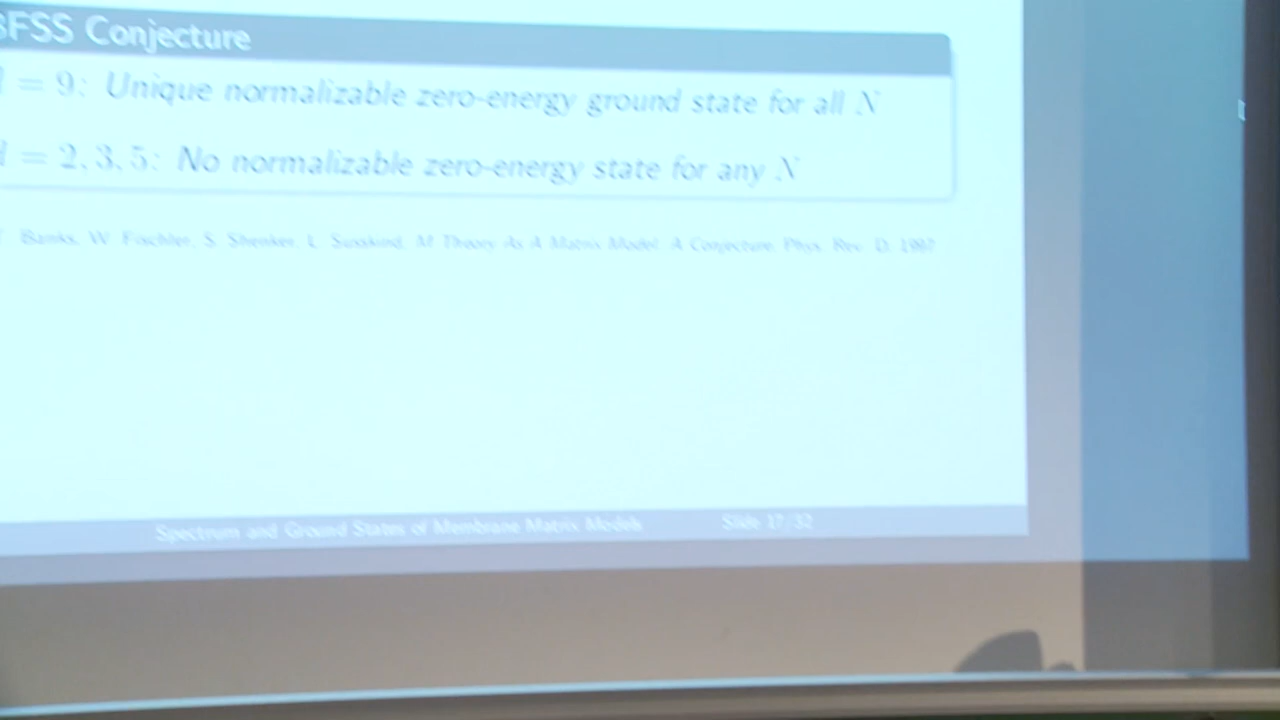 BFSS Conjecture
d = 9: Unique normalizable zero-energy ground state for all N
d = 2, 3, 5: No normalizable zero-energy state for any N
T. Banks, W. Fischler, S. Shenker, L. Susskind, M Theory As A Matrix Model: A Conjecture, Phys. Rev. D, 1997
Spectrum and Ground States of Membrane Matrix Models Slide 17/32